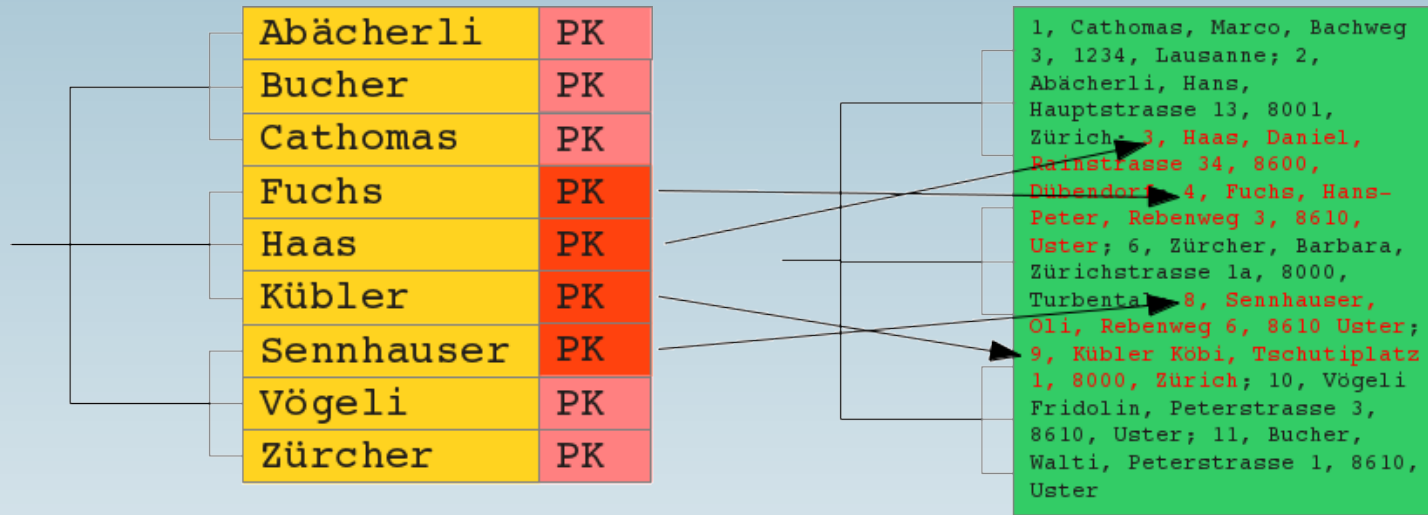 Abächerli PK
Bucher PK
Cathomas PK
Fuchs PK
Haas PK
Kübler PK
Sennhauser PK
Vögeli PK
Zürcher PK
1, Cathomas, Marco, Bachweg
3, 1234, Lausanne; 2,
Abächerli, Hans,
Hauptstrasse 13, 8001,
Zürich; 3, Haas, Daniel,
Rainstrasse 34, 8600,
Dübendorf; 4, Fuchs, Hans-
Peter, Rebenweg 3, 8610,
Uster; 6, Zürcher, Barbara,
Zürichstrasse 1a, 8000,
Turbental; 8, Sennhauser,
Oli, Rebenweg 6, 8610 Uster;
9, Kübler Köbi, Tschutiplatz
1, 8000, Zürich; 10, Vögeli
Fridolin, Peterstrasse 3,
8610, Uster; 11, Bucher,
Walti, Peterstrasse 1, 8610,
Uster